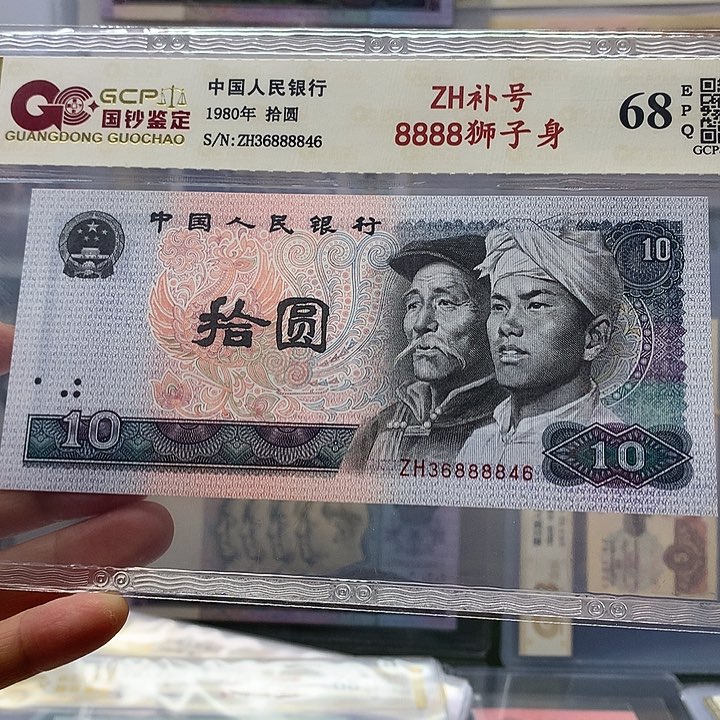 GCP
国钞鉴定
GUANGDONG GUOCHAO
中国人民银行
1980年 拾圆
S/N:ZH36888846
ZH补号
8888狮子身
68
EPQ
GCP
中国人民银行
10
拾圆
10
ZH36888846
10